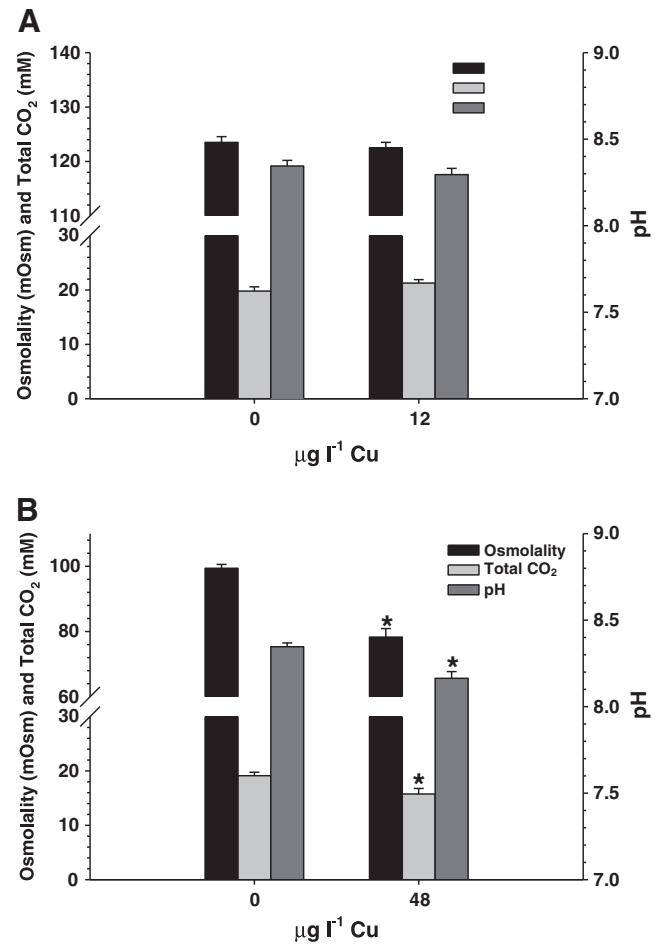 A
Osmolality (mOsm) and Total CO₂ (mM)
140
130
120
110
30
20
10
0
9.0
8.5
8.0
7.5
7.0
pH
0
12
µg l⁻¹ Cu
B
Osmolality (mOsm) and Total CO₂ (mM)
100
80
60
30
20
10
0
Osmolality
Total CO₂
pH
*
*
*
9.0
8.5
8.0
7.5
7.0
pH
0
48
µg l⁻¹ Cu